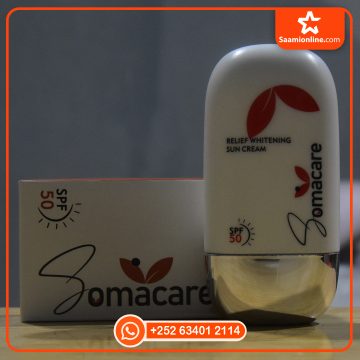 Saamionline.com
RELIEF WHITENING
SUN CREAM
Somacare
SPF
50
SPF
50
Somacare
+252 63401 2114